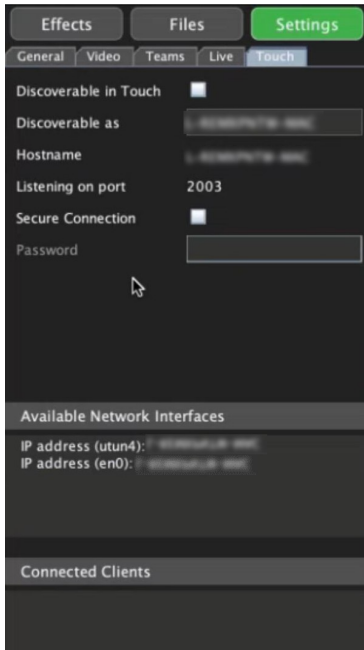 Effects Files Settings
General Video Teams Live Touch
Discoverable in Touch
Discoverable as
Hostname
Listening on port 2003
Secure Connection
Password
Available Network Interfaces
IP address (utun4):
IP address (en0):
Connected Clients